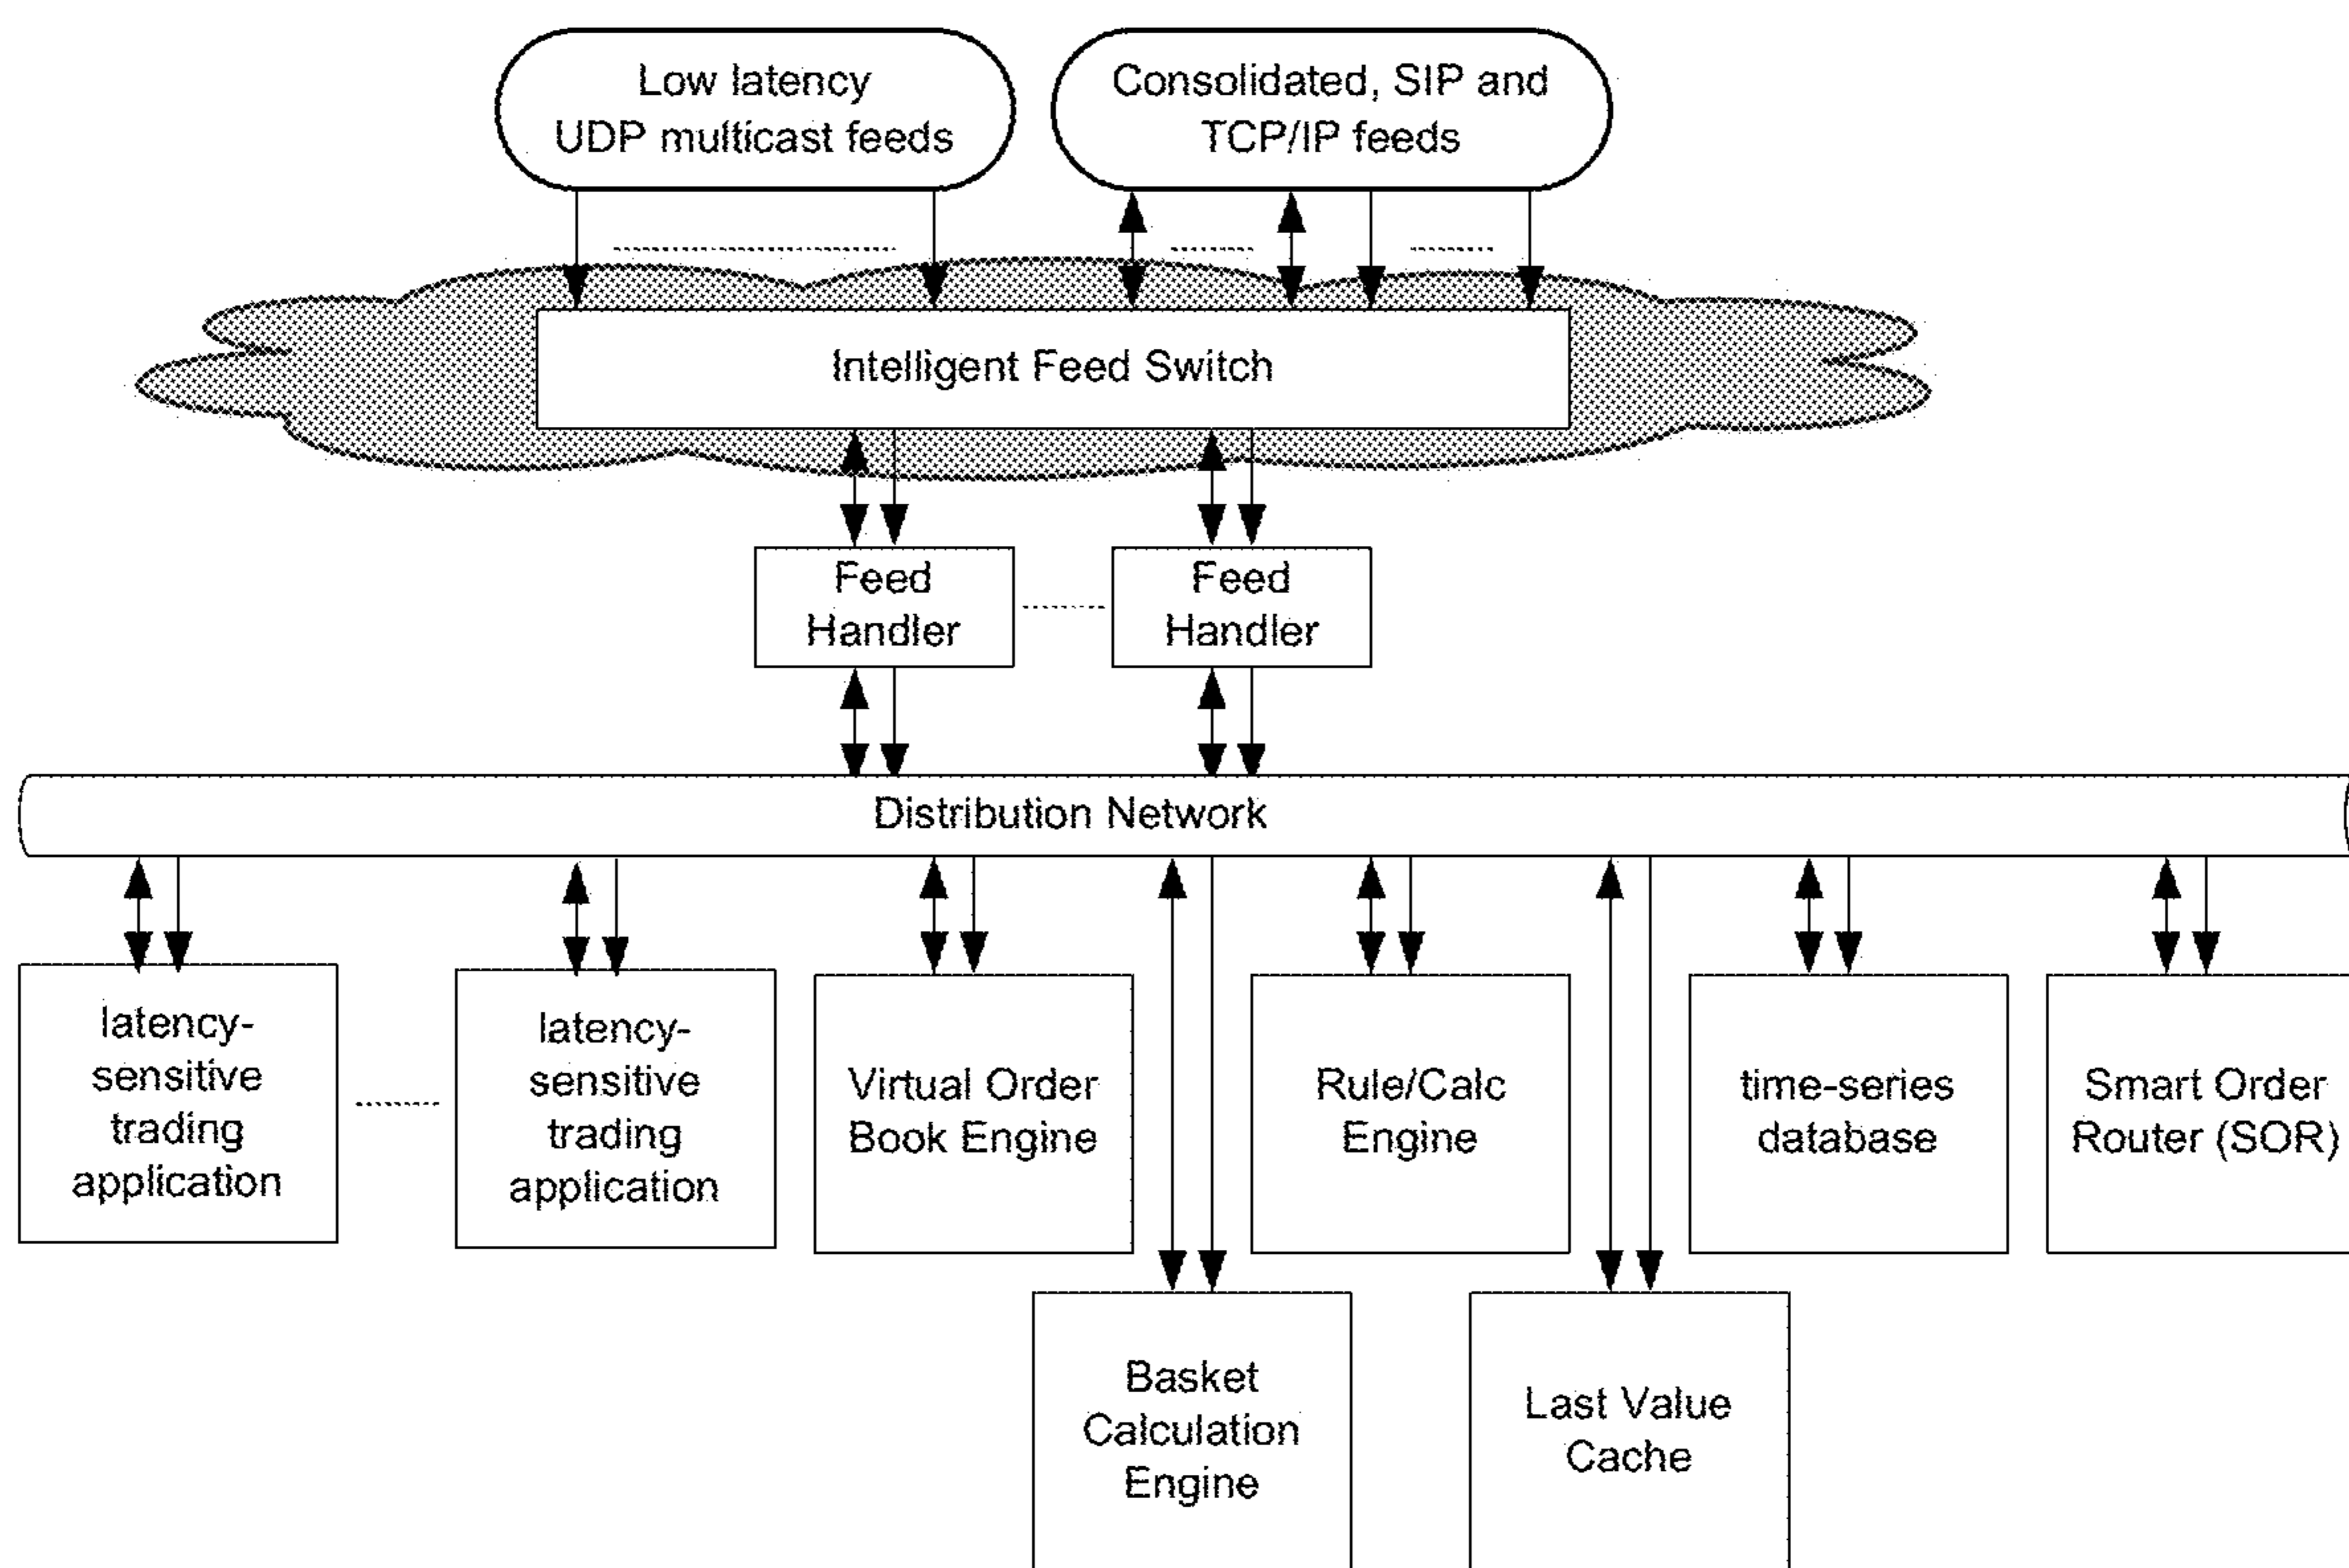 Low latency
UDP multicast feeds
Consolidated, SIP and
TCP/IP feeds
Intelligent Feed Switch
Feed
Handler
Feed
Handler
Distribution Network
latency-
sensitive
trading
application
latency-
sensitive
trading
application
Virtual Order
Book Engine
Rule/Calc
Engine
time-series
database
Smart Order
Router (SOR)
Basket
Calculation
Engine
Last Value
Cache